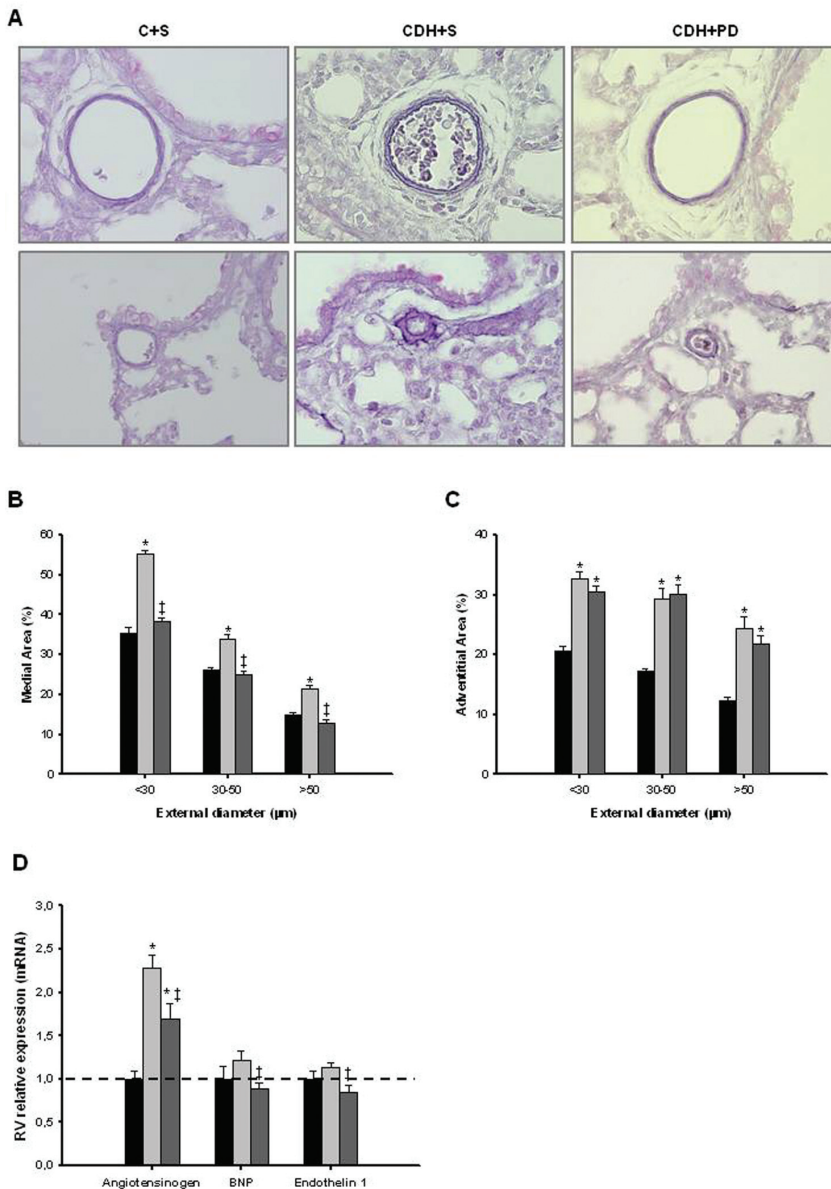 A
C+S CDH+S CDH+PD
B
Medial Area (%)
60
50
40
30
20
10
0
*
‡
*
‡
*
‡
<30 30-50 >50
External diameter (µm)
C
Adventitial Area (%)
40
30
20
10
0
* *
* *
* *
<30 30-50 >50
External diameter (µm)
D
RV relative expression (mRNA)
3,0
2,5
2,0
1,5
1,0
0,5
0,0
*
* ‡
‡
‡
Angiotensinogen BNP Endothelin 1